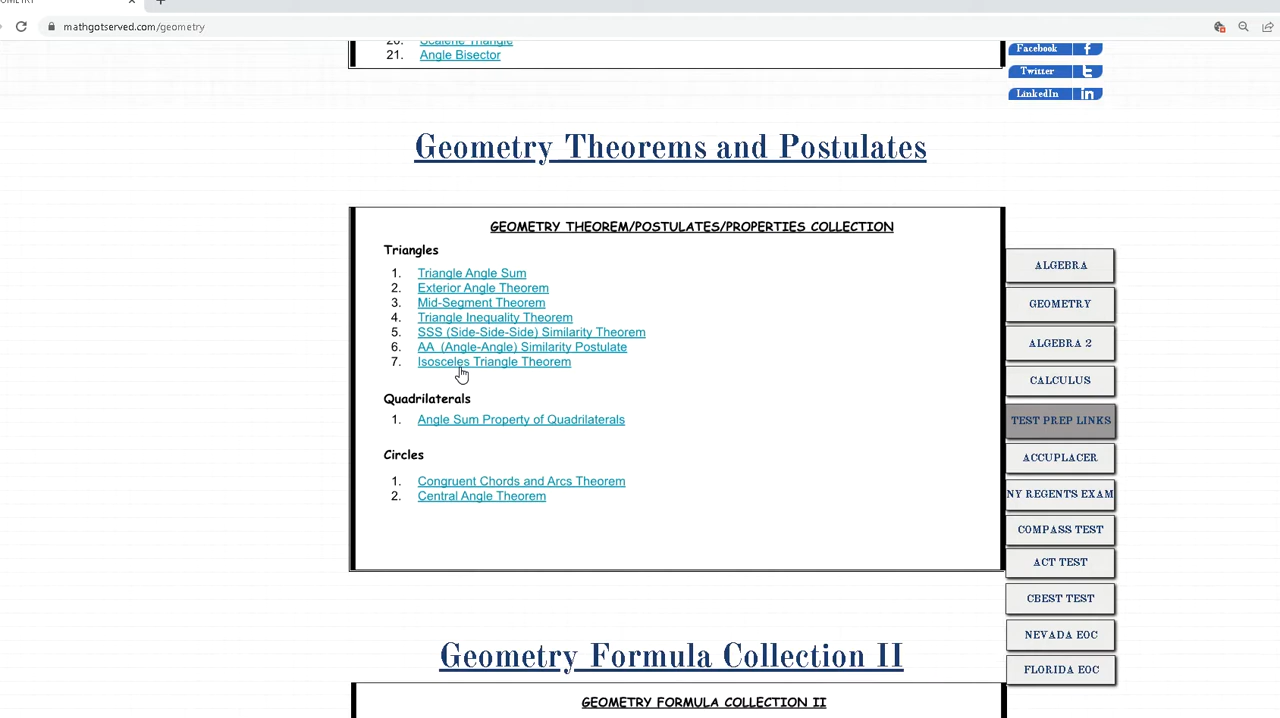 mathgotserved.com/geometry
20. Scalene Triangle
21. Angle Bisector
Facebook
Twitter
LinkedIn
Geometry Theorems and Postulates
GEOMETRY THEOREM/POSTULATES/PROPERTIES COLLECTION
Triangles
1. Triangle Angle Sum
2. Exterior Angle Theorem
3. Mid-Segment Theorem
4. Triangle Inequality Theorem
5. SSS (Side-Side-Side) Similarity Theorem
6. AA (Angle-Angle) Similarity Postulate
7. Isosceles Triangle Theorem
Quadrilaterals
1. Angle Sum Property of Quadrilaterals
Circles
1. Congruent Chords and Arcs Theorem
2. Central Angle Theorem
ALGEBRA
GEOMETRY
ALGEBRA 2
CALCULUS
TEST PREP LINKS
ACCUPLACER
NY REGENTS EXAM
COMPASS TEST
ACT TEST
CBEST TEST
NEVADA EOC
FLORIDA EOC
Geometry Formula Collection II
GEOMETRY FORMULA COLLECTION II